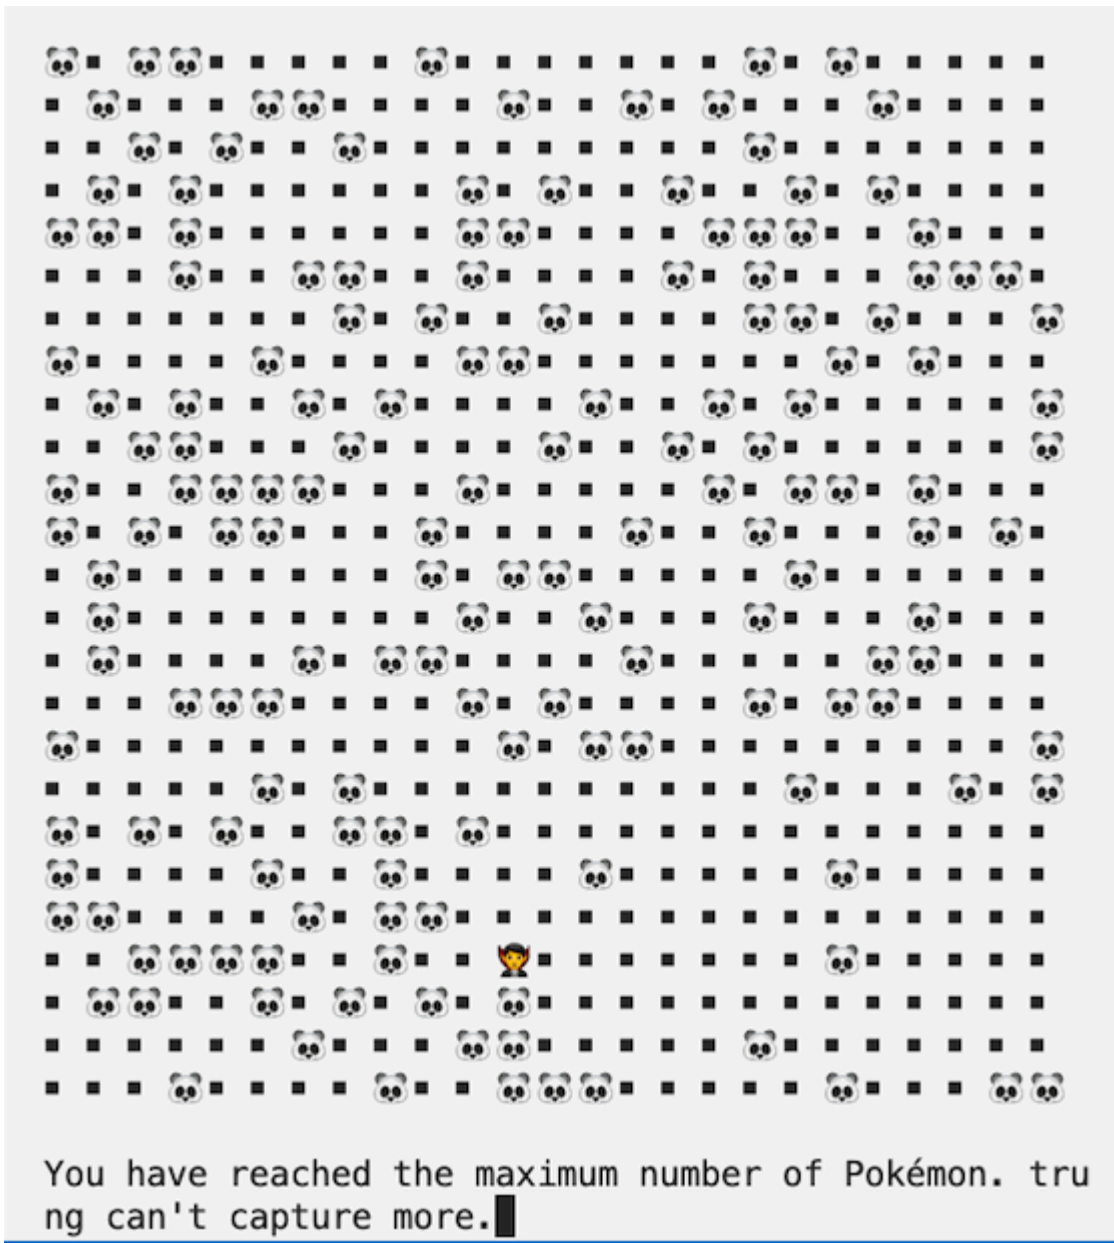 You have reached the maximum number of Pokémon. tru
ng can't capture more.